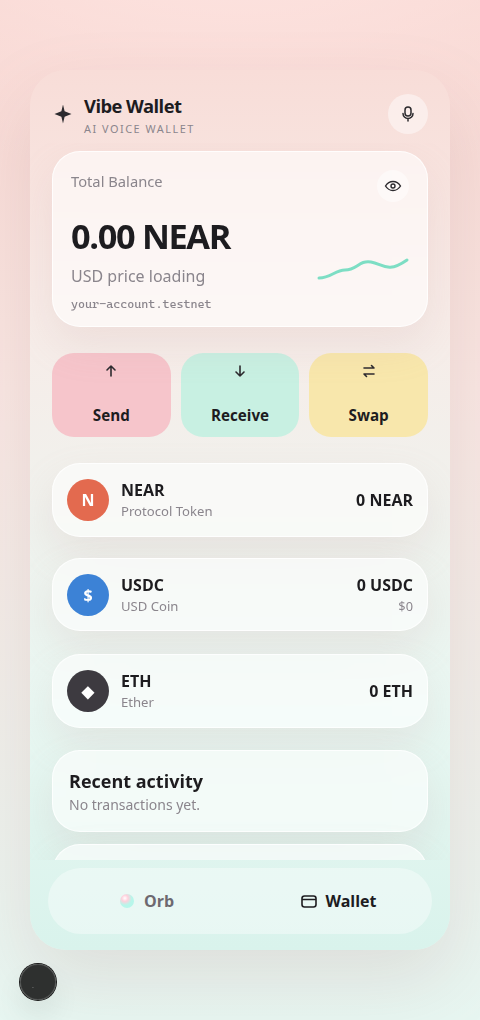 Vibe Wallet
AI VOICE WALLET
Total Balance
0.00 NEAR
USD price loading
your-account.testnet
Send
Receive
Swap
N
NEAR
Protocol Token
0 NEAR
$
USDC
USD Coin
0 USDC
$0
ETH
Ether
0 ETH
Recent activity
No transactions yet.
Orb
Wallet